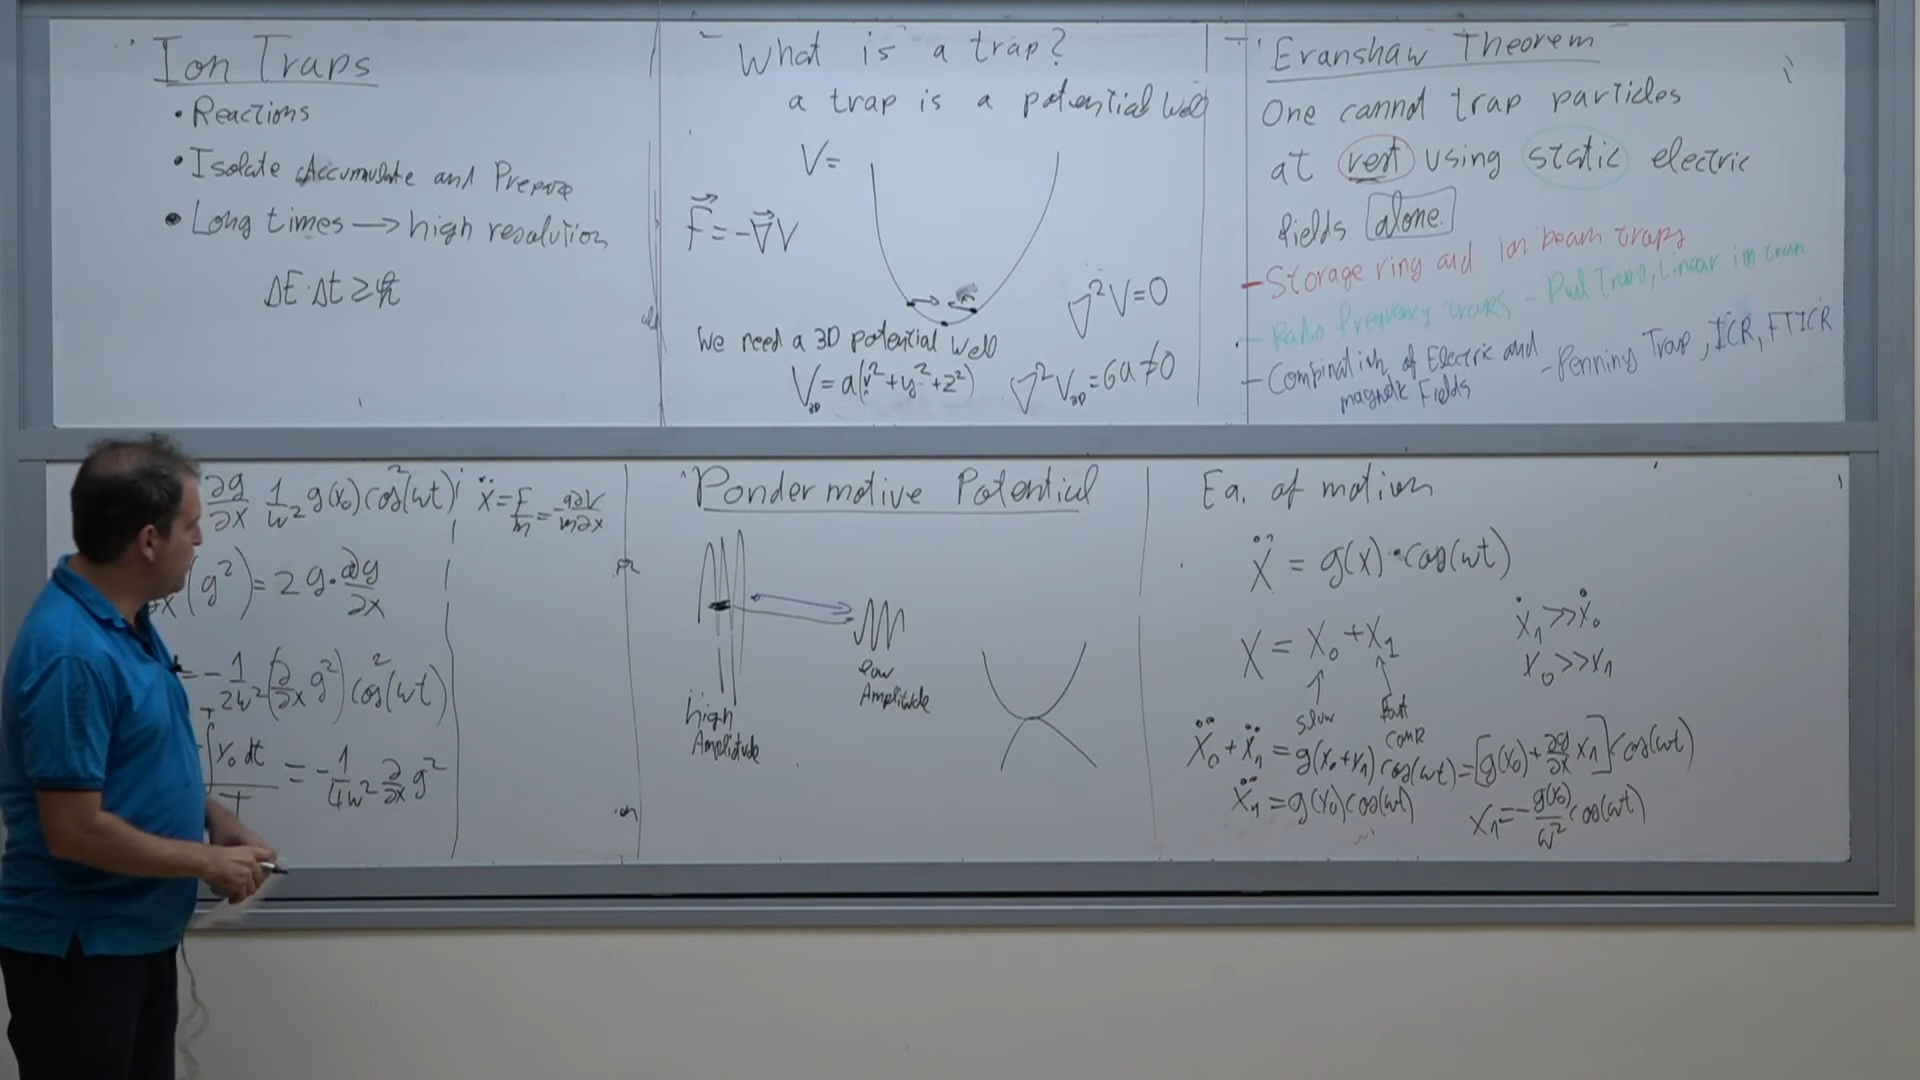 Ion Traps
• Reactions
• Isolate Accumulate and Prepare
• Long times → high resolution
ΔE·Δt ≥ ħ
What is a trap?
a trap is a potential well
V=
F⃗ = -∇⃗V
∇²V=0
We need a 3D potential well
V₃D = a(x²+y²+z²) ∇²V₃D = 6a ≠ 0
Eranshaw Theorem
One cannot trap particles
at rest using static electric
fields alone.
- Storage ring and ion beam traps
- Radio frequency traps - Paul Trap, Linear ion trap
- Combination of Electric and magnetic Fields - Penning Trap, ICR, FTICR
∂g/∂x 1/ω² g(x₀) cos²(ωt) ẍ = F/m = -q∂V/m∂x
(g²) = 2g·∂g/∂x
= -1/2ω² (∂/∂x g²) cos²(ωt)
= -1/4ω² ∂/∂x g²
Pondermotive Potential
high Amplitude
low Amplitude
Eq. of motion
ẍ = g(x)·cos(ωt)
x = x₀ + x₁
ẋ₁ >> ẋ₀
x₀ >> x₁
slow
fast
ẍ₀ + ẍ₁ = g(x₀+x₁) cos(ωt) = [g(x₀) + ∂g/∂x x₁] cos(ωt)
ẍ₁ = g(x₀) cos(ωt) x₁ = -g(x₀)/ω² cos(ωt)